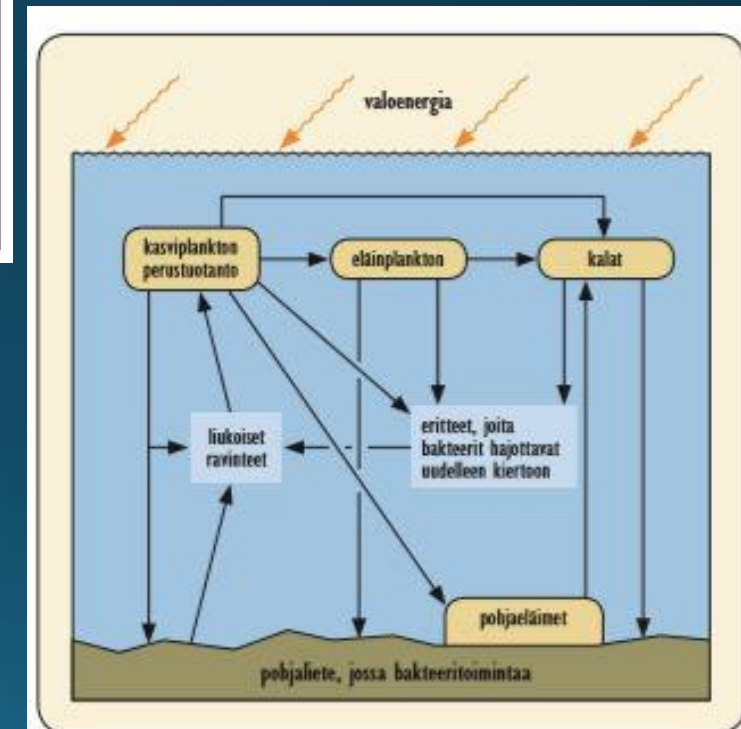 valoenergia
kasviplankton
perustuotanto
eläinplankton
kalat
liukoiset
ravinteet
eritteet, joita
bakteerit hajottavat
uudelleen kiertoon
pohjaeläimet
pohjaliete, jossa bakteeritoimintaa